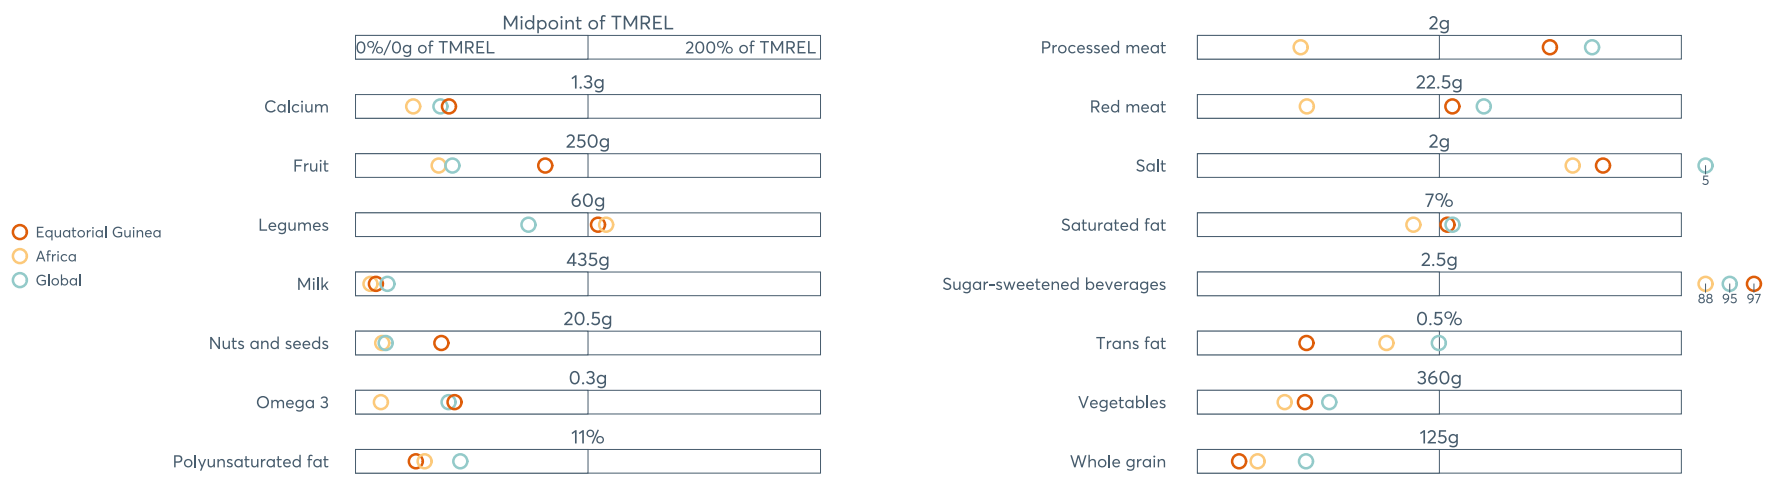 Midpoint of TMREL
0%/0g of TMREL 200% of TMREL
1.3g
Calcium
250g
Fruit
60g
Legumes
435g
Milk
20.5g
Nuts and seeds
0.3g
Omega 3
11%
Polyunsaturated fat
Equatorial Guinea
Africa
Global
2g
Processed meat
22.5g
Red meat
2g
Salt
5
7%
Saturated fat
2.5g
Sugar-sweetened beverages
88 95 97
0.5%
Trans fat
360g
Vegetables
125g
Whole grain